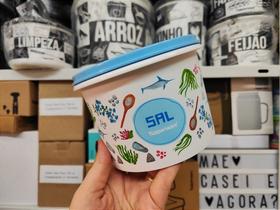 LIMPEZA
ARROZ
FEIJÃO
SAL
Tupperware
MAE
CASEI E
AGORA